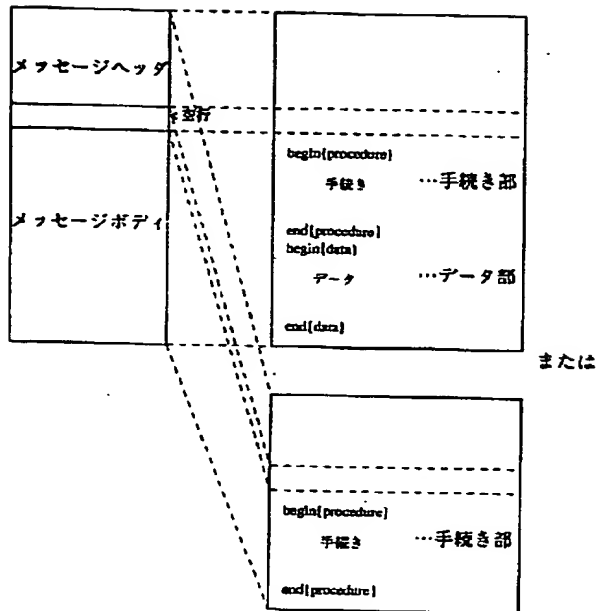 メッセージヘッダ
空行
メッセージボディ
begin{procedure}
手続き …手続き部
end{procedure}
begin{data}
データ …データ部
end{data}
または
begin{procedure}
手続き …手続き部
end{procedure}